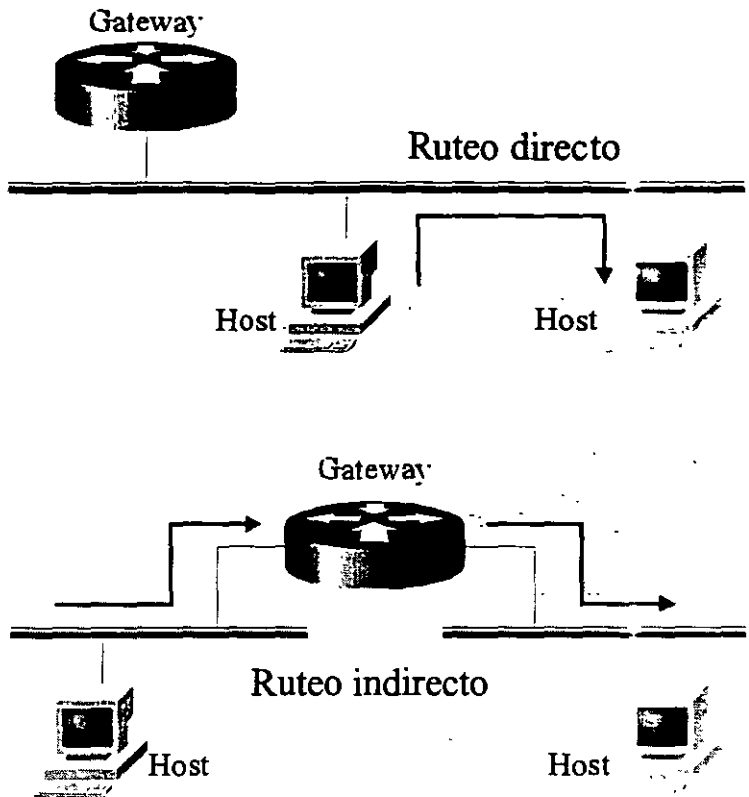 Gateway
Ruteo directo
Host
Host
Gateway
Ruteo indirecto
Host
Host